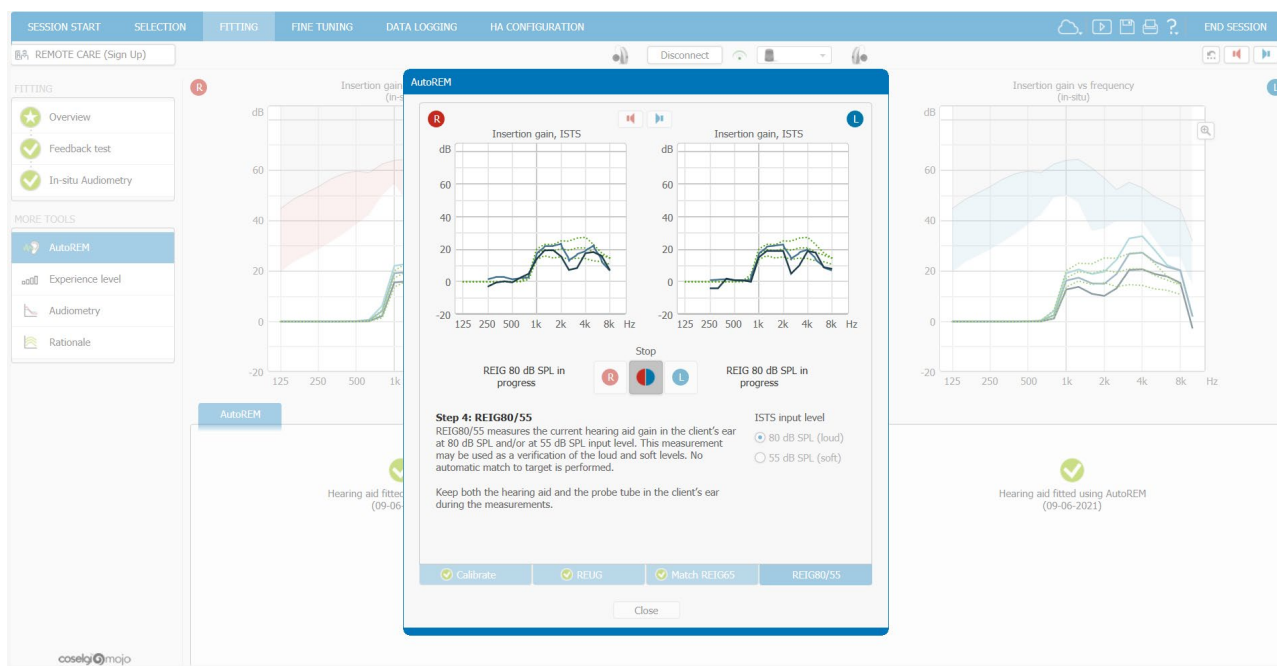 SESSION START SELECTION FITTING FINE TUNING DATA LOGGING HA CONFIGURATION ? END SESSION
REMOTE CARE (Sign Up)
Disconnect
FITTING
Overview
Feedback test
In-situ Audiometry
MORE TOOLS
AutoREM
Experience level
Audiometry
Rationale
R
Insertion gain
(in-s
dB
60
40
20
0
-20
125 250 500 1k
AutoREM
R L
Insertion gain, ISTS Insertion gain, ISTS
dB dB
60 60
40 40
20 20
0 0
-20 -20
125 250 500 1k 2k 4k 8k Hz 125 250 500 1k 2k 4k 8k Hz
Stop
REIG 80 dB SPL in
progress
R L
REIG 80 dB SPL in
progress
Step 4: REIG80/55
REIG80/55 measures the current hearing aid gain in the client's ear
at 80 dB SPL and/or at 55 dB SPL input level. This measurement
may be used as a verification of the loud and soft levels. No
automatic match to target is performed.
Keep both the hearing aid and the probe tube in the client's ear
during the measurements.
ISTS input level
80 dB SPL (loud)
55 dB SPL (soft)
Calibrate REUG Match REIG65 REIG80/55
Close
Insertion gain vs frequency
(in-situ)
L
dB
60
40
20
0
-20
125 250 500 1k 2k 4k 8k Hz
AutoREM
Hearing aid fitted
(09-06-
Hearing aid fitted using AutoREM
(09-06-2021)
coselgi mojo